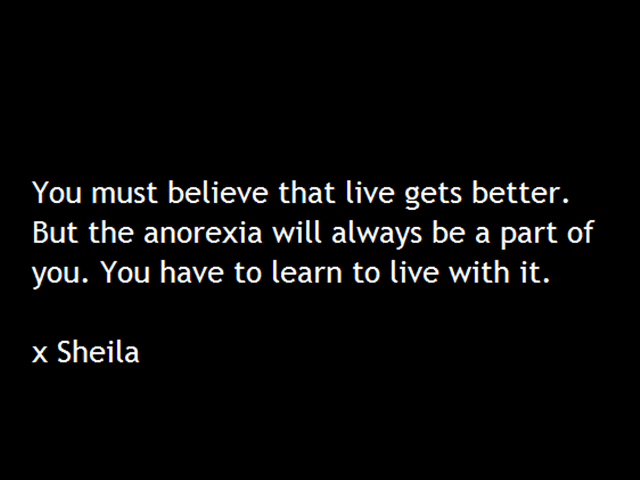 You must believe that live gets better.
But the anorexia will always be a part of
you. You have to learn to live with it.
x Sheila